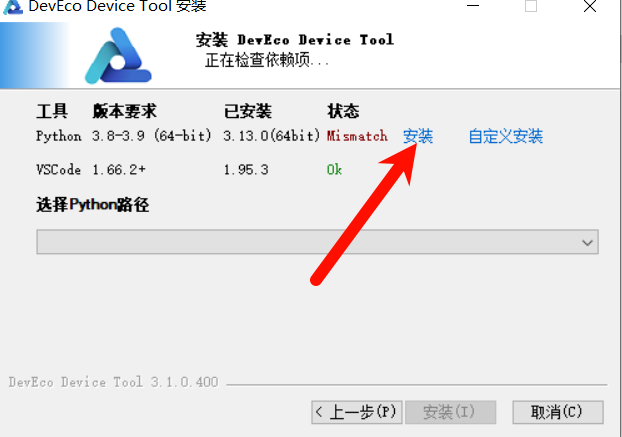 DevEco Device Tool 安装
安装 DevEco Device Tool
正在检查依赖项...
工具 版本要求 已安装 状态
Python 3.8-3.9 (64-bit) 3.13.0(64bit) Mismatch 安装 自定义安装
VSCode 1.66.2+ 1.95.3 Ok
选择Python路径
DevEco Device Tool 3.1.0.400
< 上一步(P) 安装(I) 取消(C)